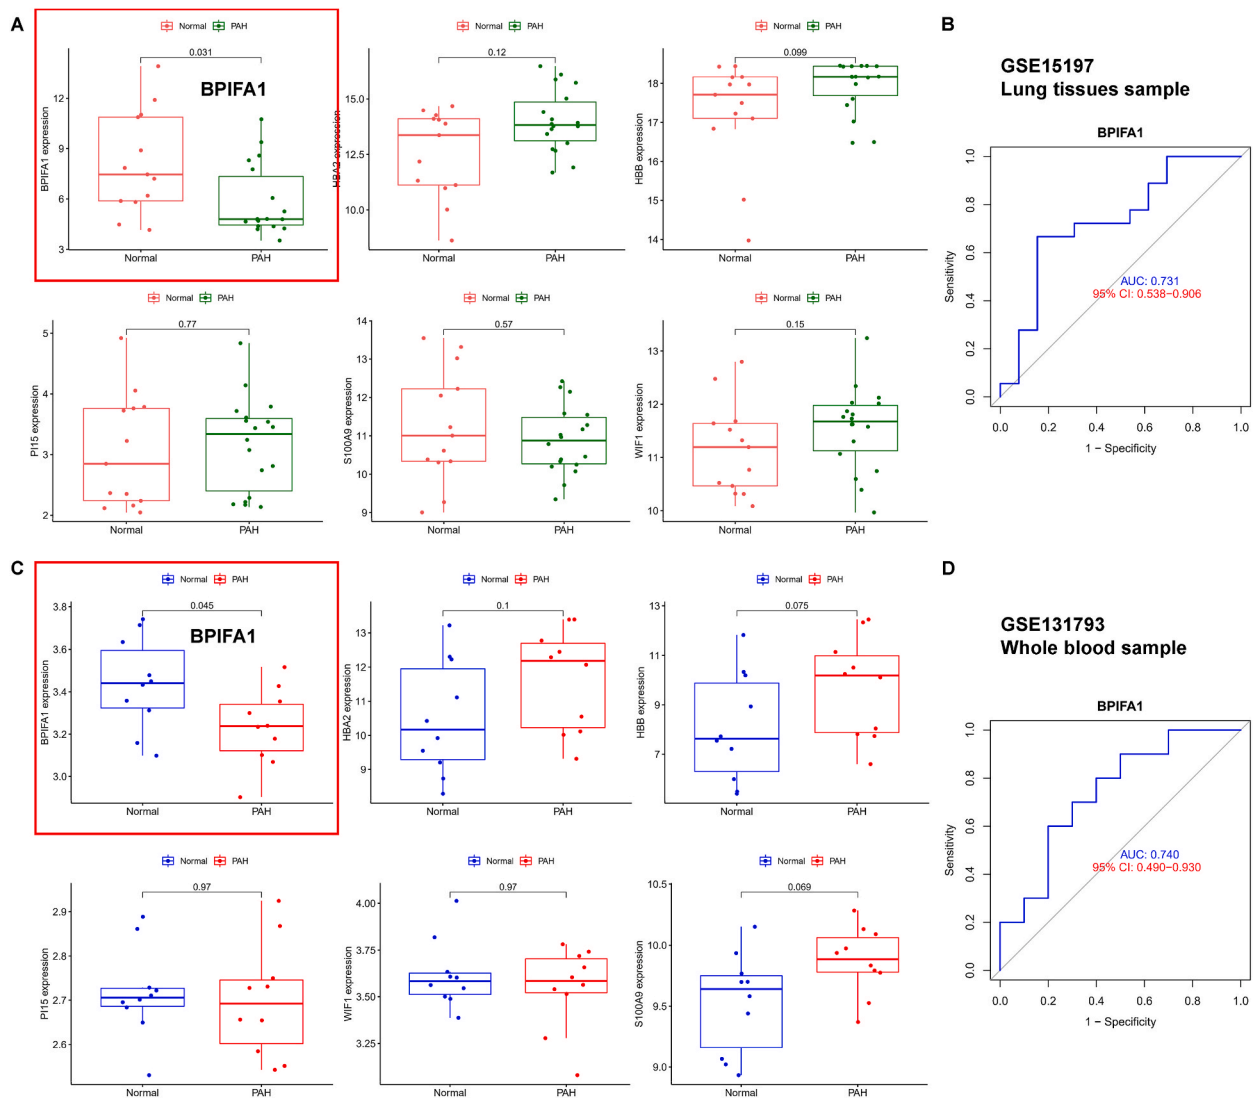 A
Normal PAH
0.031
BPIFA1
BPIFA1 expression
12
9
6
3
Normal PAH
Normal PAH
0.12
HBA2 expression
15.0
12.5
10.0
Normal PAH
Normal PAH
0.099
HBB expression
18
17
16
15
14
Normal PAH
B
GSE15197
Lung tissues sample
BPIFA1
Sensitivity
1.0
0.8
0.6
0.4
0.2
0.0
AUC: 0.731
95% CI: 0.538−0.906
0.0 0.2 0.4 0.6 0.8 1.0
1 − Specificity
Normal PAH
0.77
PI15 expression
5
4
3
2
Normal PAH
Normal PAH
0.57
S100A9 expression
14
13
12
11
10
9
Normal PAH
Normal PAH
0.15
WIF1 expression
13
12
11
10
Normal PAH
C
Normal PAH
0.045
BPIFA1
BPIFA1 expression
3.8
3.6
3.4
3.2
3.0
Normal PAH
Normal PAH
0.1
HBA2 expression
13
12
11
10
9
Normal PAH
Normal PAH
0.075
HBB expression
13
11
9
7
Normal PAH
D
GSE131793
Whole blood sample
BPIFA1
Sensitivity
1.0
0.8
0.6
0.4
0.2
0.0
AUC: 0.740
95% CI: 0.490−0.930
0.0 0.2 0.4 0.6 0.8 1.0
1 − Specificity
Normal PAH
0.97
PI15 expression
2.9
2.8
2.7
2.6
Normal PAH
Normal PAH
0.97
WIF1 expression
4.00
3.75
3.50
3.25
Normal PAH
Normal PAH
0.069
S100A9 expression
10.5
10.0
9.5
9.0
Normal PAH